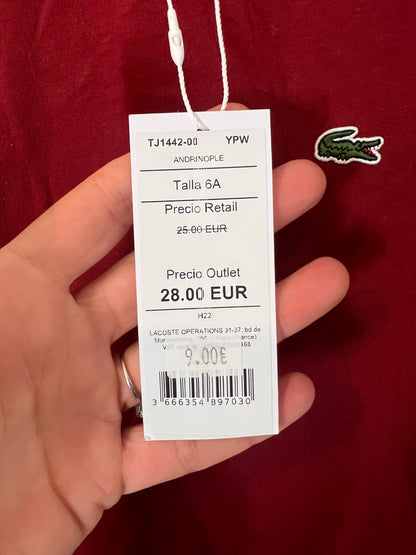 TJ1442-00 YPW
ANDRINOPLE
Talla 6A
Precio Retail
25.00 EUR
Precio Outlet
28.00 EUR
H22
LACOSTE OPERATIONS 31-37, bd de
9.00€
3 666354 897030